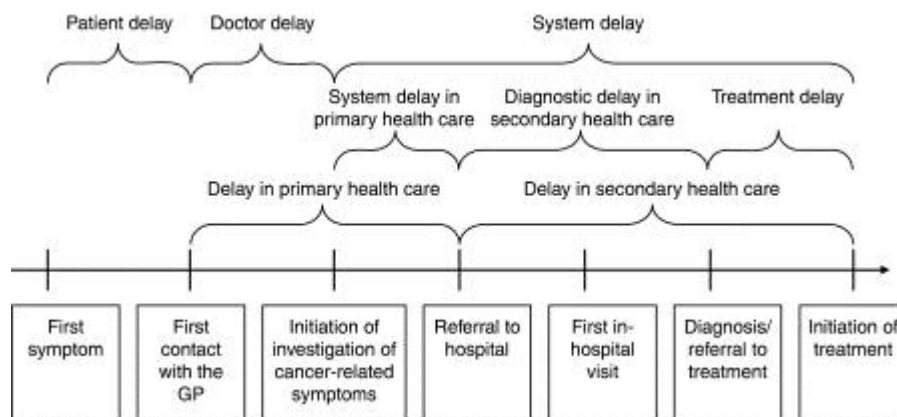 Patient delay
Doctor delay
System delay
System delay in
primary health care
Diagnostic delay in
secondary health care
Treatment delay
Delay in primary health care
Delay in secondary health care
First
symptom
First
contact
with the
GP
Initiation of
investigation of
cancer-related
symptoms
Referral to
hospital
First in-
hospital
visit
Diagnosis/
referral to
treatment
Initiation of
treatment